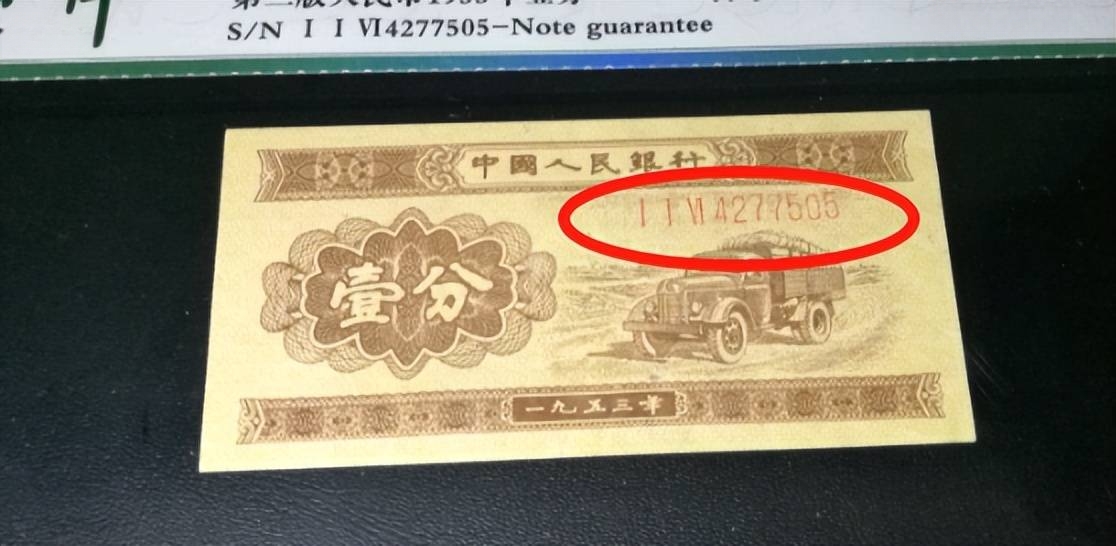 S/N I I VI4277505-Note guarantee
中國人民銀行
I I VI 4277505
壹分
一九五三年